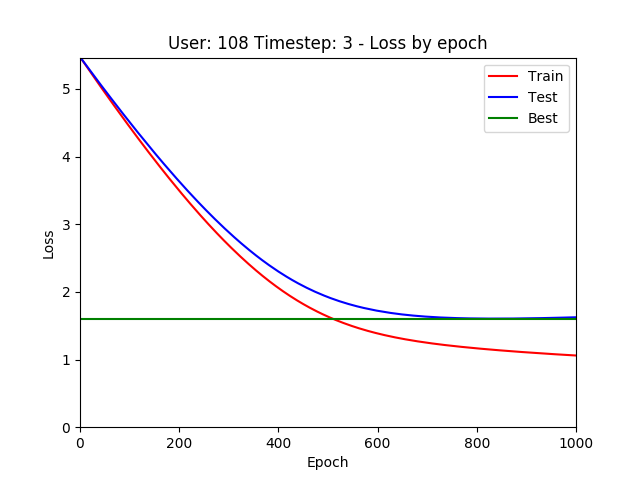 User: 108 Timestep: 3 - Loss by epoch
Train
Test
Best
Loss
5
4
3
2
1
0
0 200 400 600 800 1000
Epoch